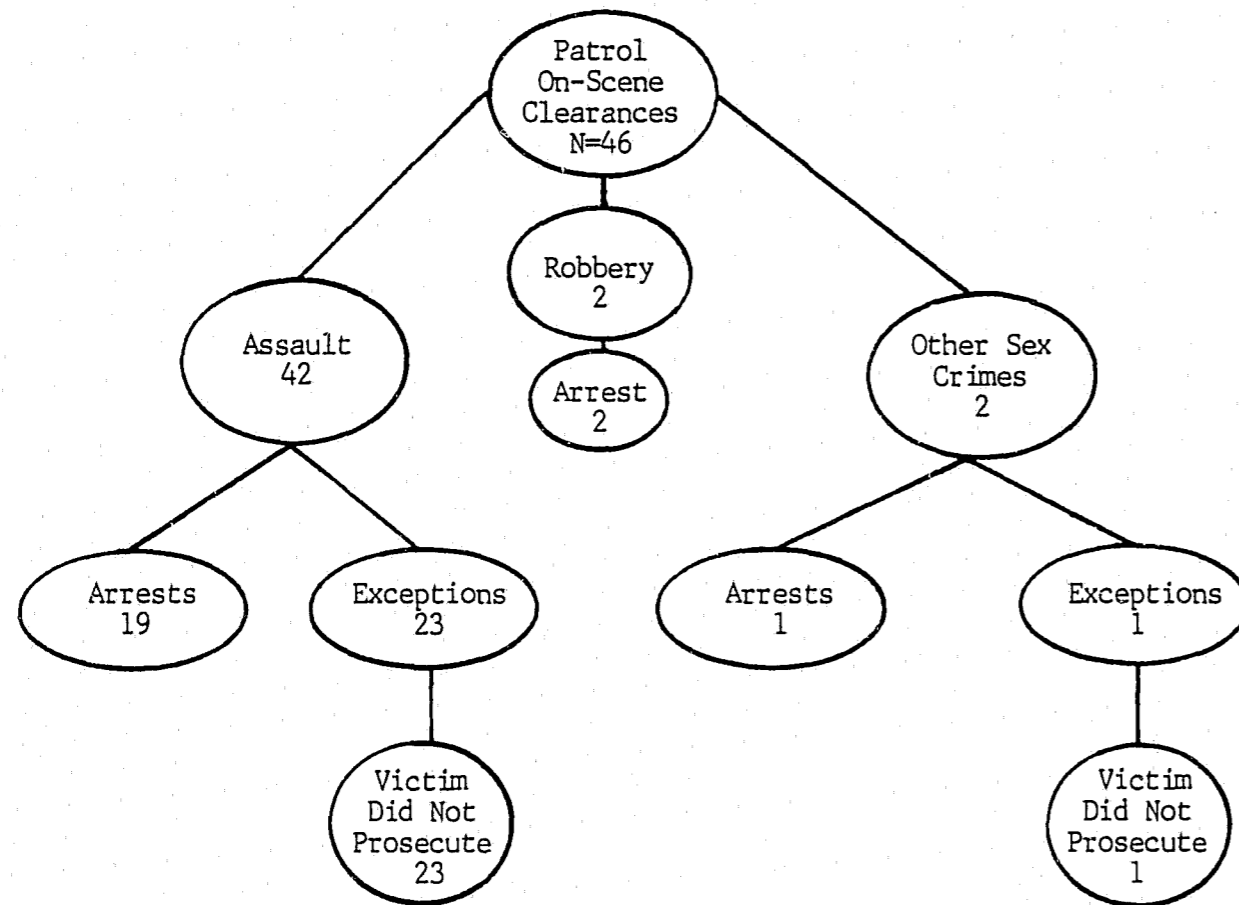 Patrol
On-Scene
Clearances
N=46
Robbery
2
Arrest
2
Assault
42
Other Sex
Crimes
2
Arrests
19
Exceptions
23
Arrests
1
Exceptions
1
Victim
Did Not
Prosecute
23
Victim
Did Not
Prosecute
1